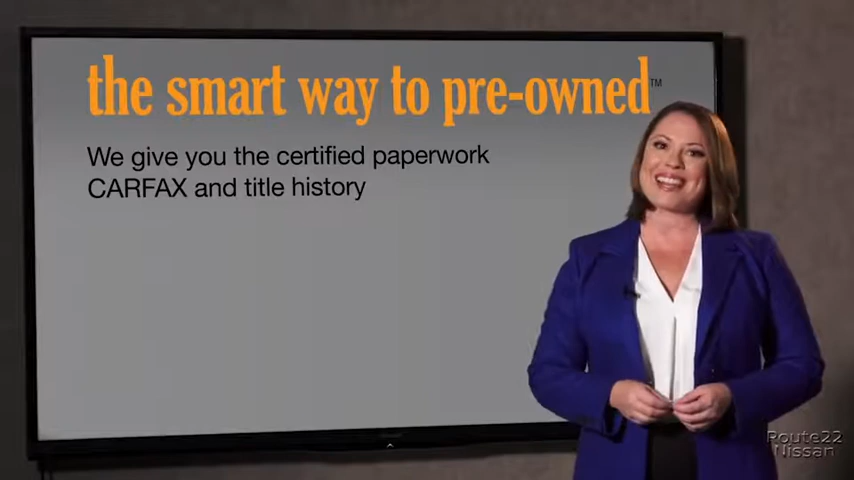 the smart way to pre-owned™
We give you the certified paperwork
CARFAX and title history
Route22
Nissan